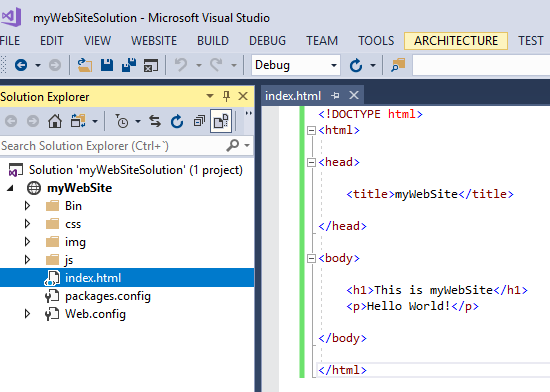 myWebSiteSolution - Microsoft Visual Studio
FILE EDIT VIEW WEBSITE BUILD DEBUG TEAM TOOLS ARCHITECTURE TEST
Debug
Solution Explorer
Search Solution Explorer (Ctrl+`)
Solution 'myWebSiteSolution' (1 project)
myWebSite
Bin
css
img
js
index.html
packages.config
Web.config
index.html
<!DOCTYPE html>
<html>
<head>
<title>myWebSite</title>
</head>
<body>
<h1>This is myWebSite</h1>
<p>Hello World!</p>
</body>
</html>